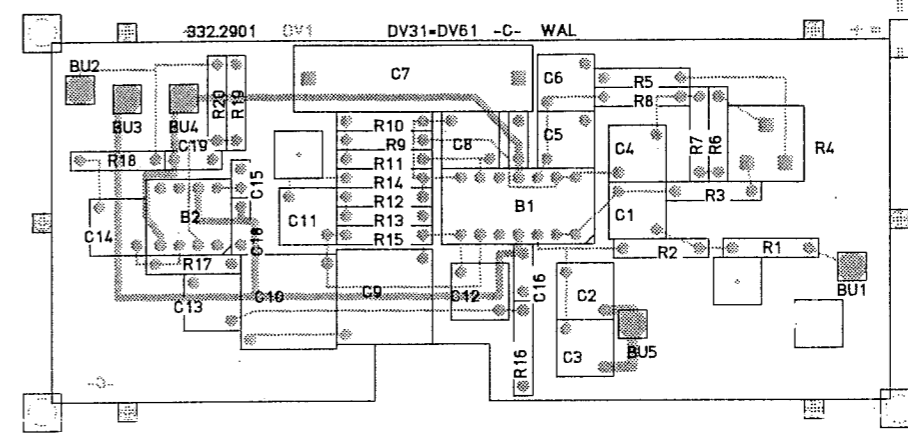 332.2901 DV1 DV31=DV61 -C- WAL
BU2
C7
C6
R5
R8
BU3
BU4
R20
R19
R10
R9
R11
R14
R12
R13
R15
C8
C5
C4
R7
R6
R4
R18
C19
C15
B2
C14
C18
C11
B1
C1
R3
R2
R1
R17
C13
C10
C9
C12
C16
C2
BU1
R16
C3
BU5